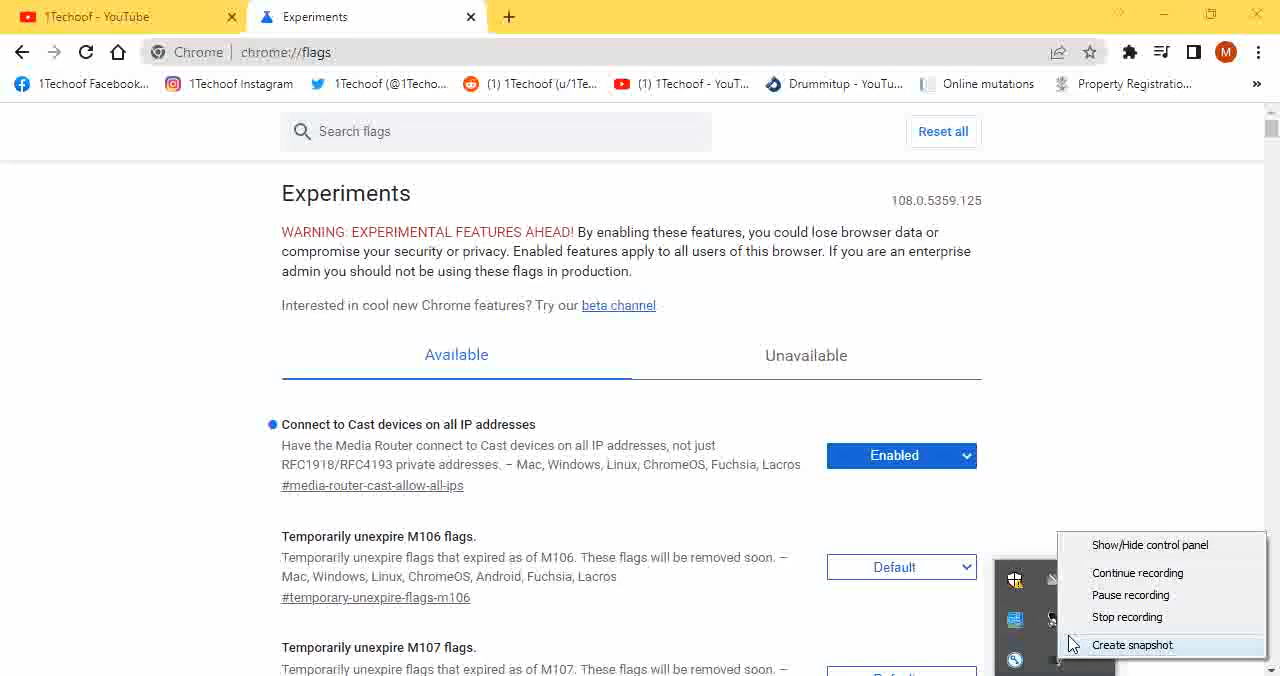 1Techoof - YouTube
Experiments
Chrome
chrome://flags
M
1Techoof Facebook...
1Techoof Instagram
1Techoof (@1Techo...
(1) 1Techoof (u/1Te...
(1) 1Techoof - YouT...
Drummitup - YouTu...
Online mutations
Property Registratio...
»
Search flags
Reset all
Experiments
108.0.5359.125
WARNING: EXPERIMENTAL FEATURES AHEAD! By enabling these features, you could lose browser data or
compromise your security or privacy. Enabled features apply to all users of this browser. If you are an enterprise
admin you should not be using these flags in production.
Interested in cool new Chrome features? Try our beta channel
Available
Unavailable
Connect to Cast devices on all IP addresses
Have the Media Router connect to Cast devices on all IP addresses, not just
RFC1918/RFC4193 private addresses. – Mac, Windows, Linux, ChromeOS, Fuchsia, Lacros
#media-router-cast-allow-all-ips
Enabled
Temporarily unexpire M106 flags.
Temporarily unexpire flags that expired as of M106. These flags will be removed soon. –
Mac, Windows, Linux, ChromeOS, Android, Fuchsia, Lacros
#temporary-unexpire-flags-m106
Default
Temporarily unexpire M107 flags.
Temporarily unexpire flags that expired as of M107. These flags will be removed soon. –
Show/Hide control panel
Continue recording
Pause recording
Stop recording
Create snapshot